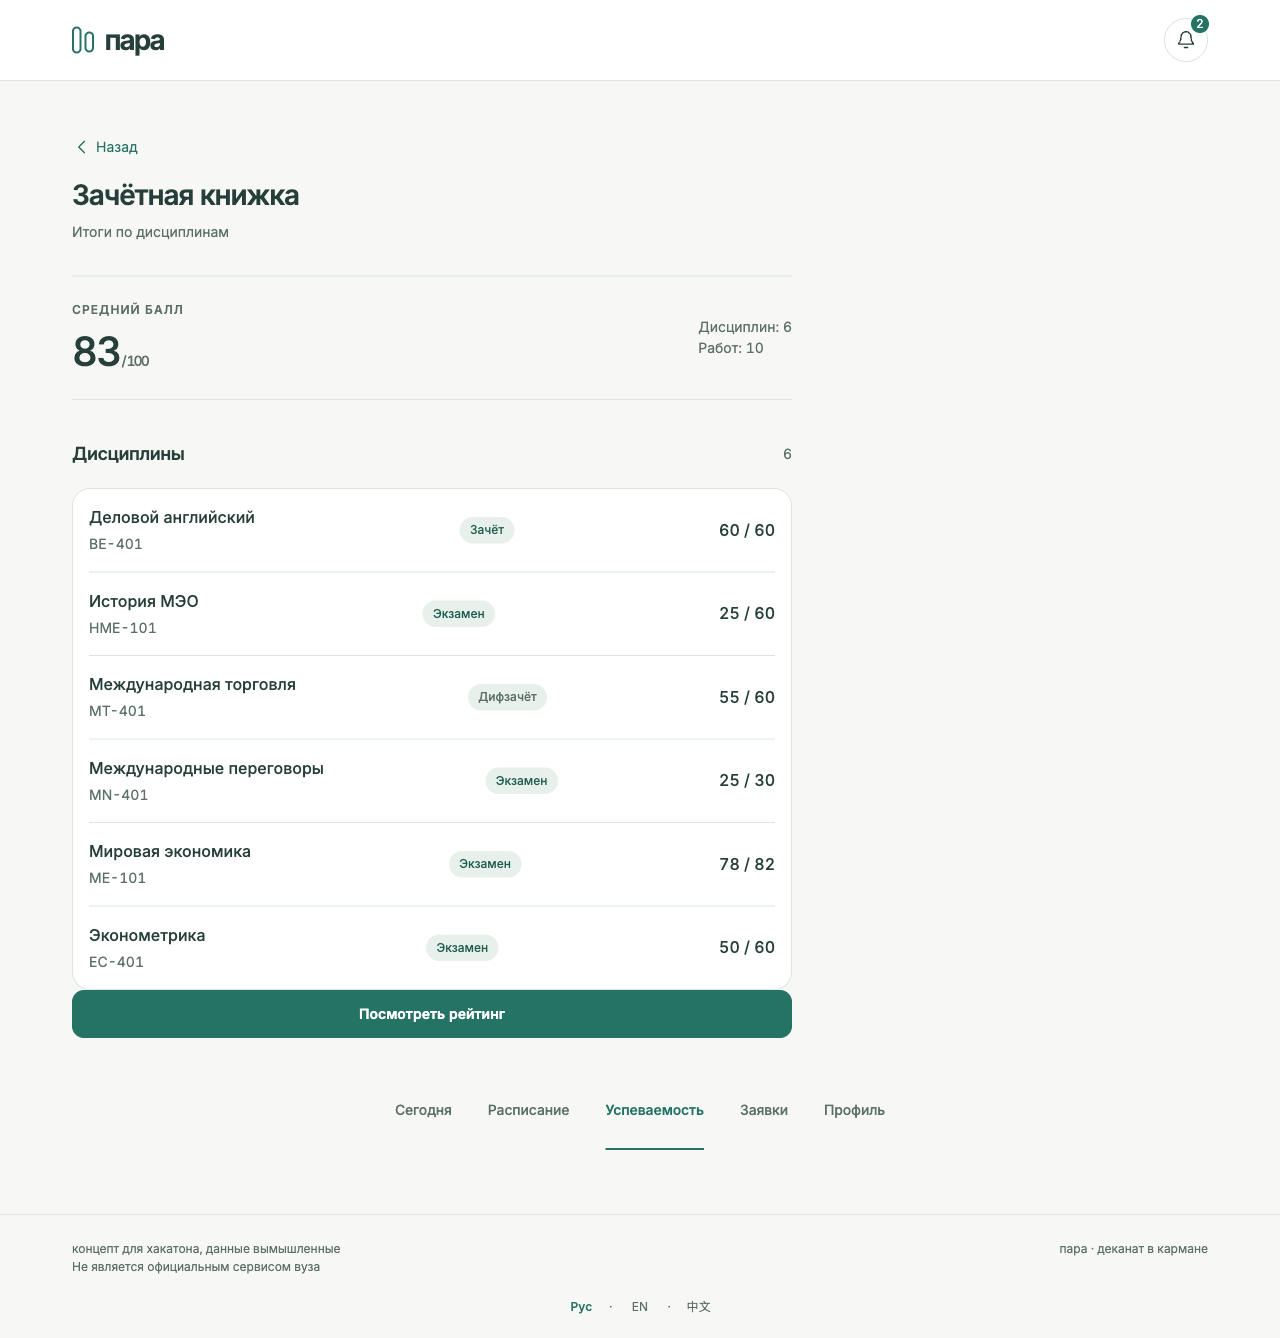 пара
2
Назад
Зачётная книжка
Итоги по дисциплинам
СРЕДНИЙ БАЛЛ
83/100
Дисциплин: 6
Работ: 10
Дисциплины
6
Деловой английский
BE-401
Зачёт
60 / 60
История МЭО
HME-101
Экзамен
25 / 60
Международная торговля
MT-401
Дифзачёт
55 / 60
Международные переговоры
MN-401
Экзамен
25 / 30
Мировая экономика
ME-101
Экзамен
78 / 82
Эконометрика
EC-401
Экзамен
50 / 60
Посмотреть рейтинг
Сегодня
Расписание
Успеваемость
Заявки
Профиль
концепт для хакатона, данные вымышленные
Не является официальным сервисом вуза
пара · деканат в кармане
Рус · EN · 中文